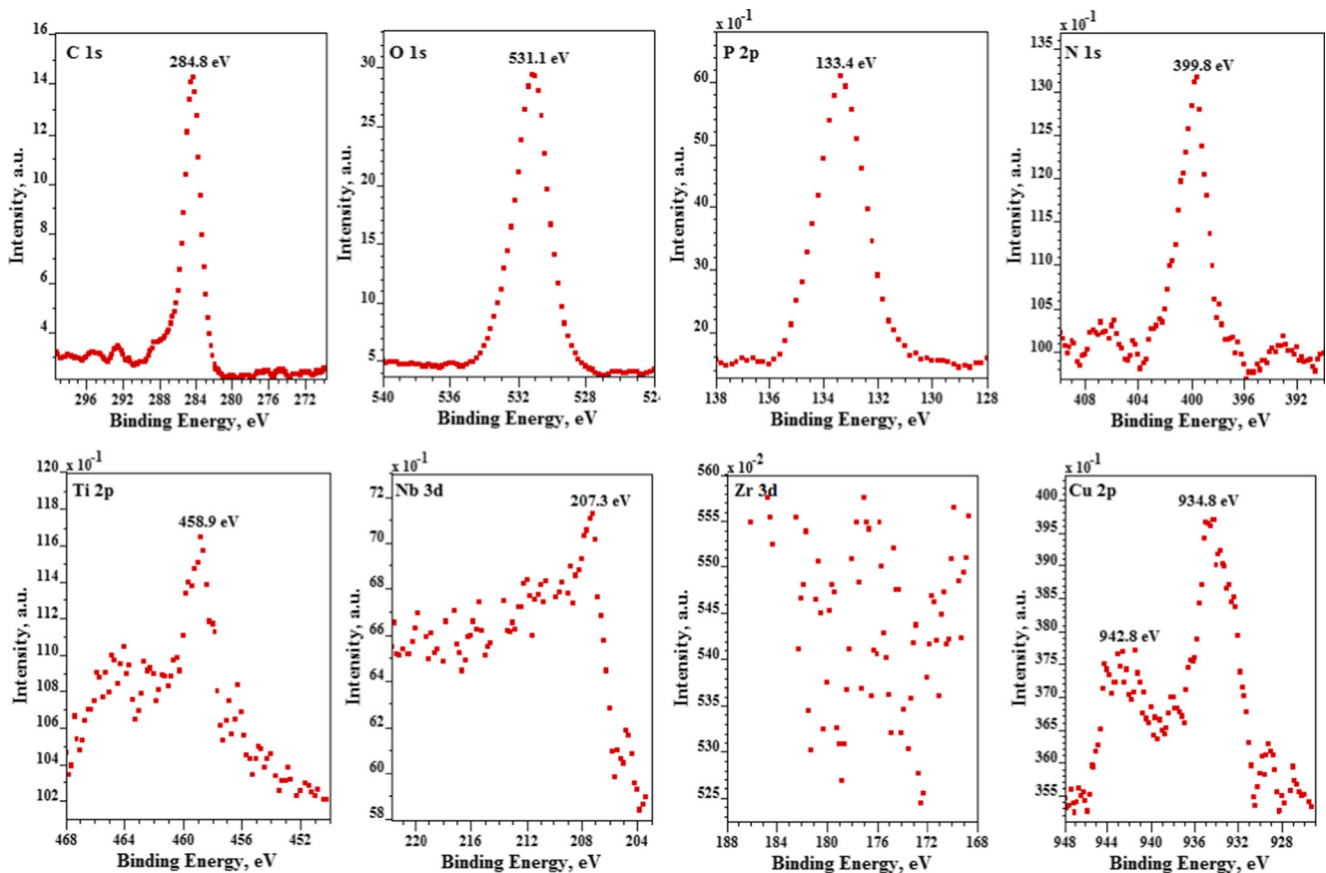 x 10⁻¹ x 10⁻¹
C 1s O 1s P 2p N 1s
284.8 eV 531.1 eV 133.4 eV 399.8 eV
16 14 12 10 8 6 4
30 25 20 15 10 5
60 50 40 30 20
135 130 125 120 115 110 105 100
Intensity, a.u. Intensity, a.u. Intensity, a.u. Intensity, a.u.
296 292 288 284 280 276 272
540 536 532 528 524
138 136 134 132 130 128
408 404 400 396 392
Binding Energy, eV Binding Energy, eV Binding Energy, eV Binding Energy, eV
x 10⁻¹ x 10⁻¹ x 10⁻² x 10⁻¹
Ti 2p Nb 3d Zr 3d Cu 2p
458.9 eV 207.3 eV 934.8 eV
942.8 eV
120 118 116 114 112 110 108 106 104 102
72 70 68 66 64 62 60 58
560 555 550 545 540 535 530 525
400 395 390 385 380 375 370 365 360 355
Intensity, a.u. Intensity, a.u. Intensity, a.u. Intensity, a.u.
468 464 460 456 452
220 216 212 208 204
188 184 180 176 172 168
948 944 940 936 932 928
Binding Energy, eV Binding Energy, eV Binding Energy, eV Binding Energy, eV